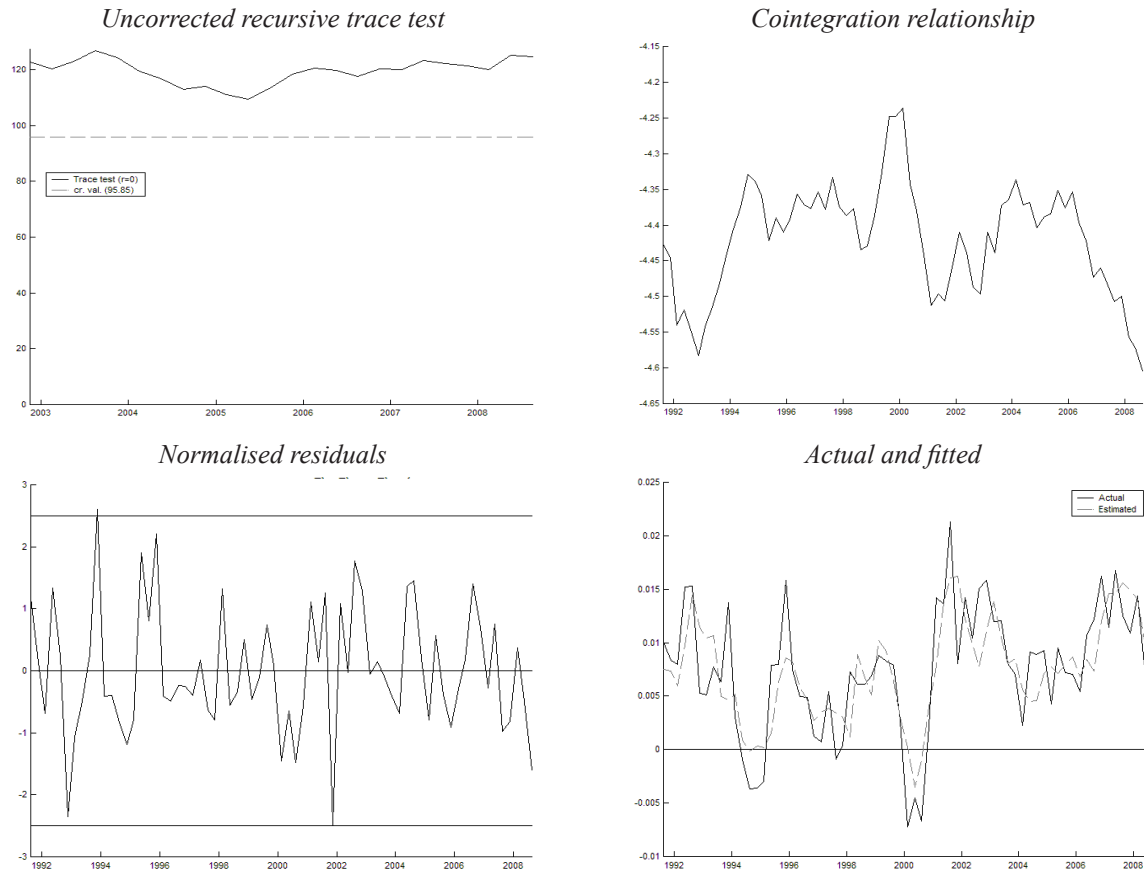 Uncorrected recursive trace test
120
100
80
60
40
20
0
Trace test (r=0)
cr. val. (95.85)
2003 2004 2005 2006 2007 2008
Cointegration relationship
-4.15
-4.2
-4.25
-4.3
-4.35
-4.4
-4.45
-4.5
-4.55
-4.6
-4.65
1992 1994 1996 1998 2000 2002 2004 2006 2008
Normalised residuals
3
2
1
0
-1
-2
-3
1992 1994 1996 1998 2000 2002 2004 2006 2008
Actual and fitted
0.025
0.02
0.015
0.01
0.005
0
-0.005
-0.01
Actual
Estimated
1992 1994 1996 1998 2000 2002 2004 2006 2008